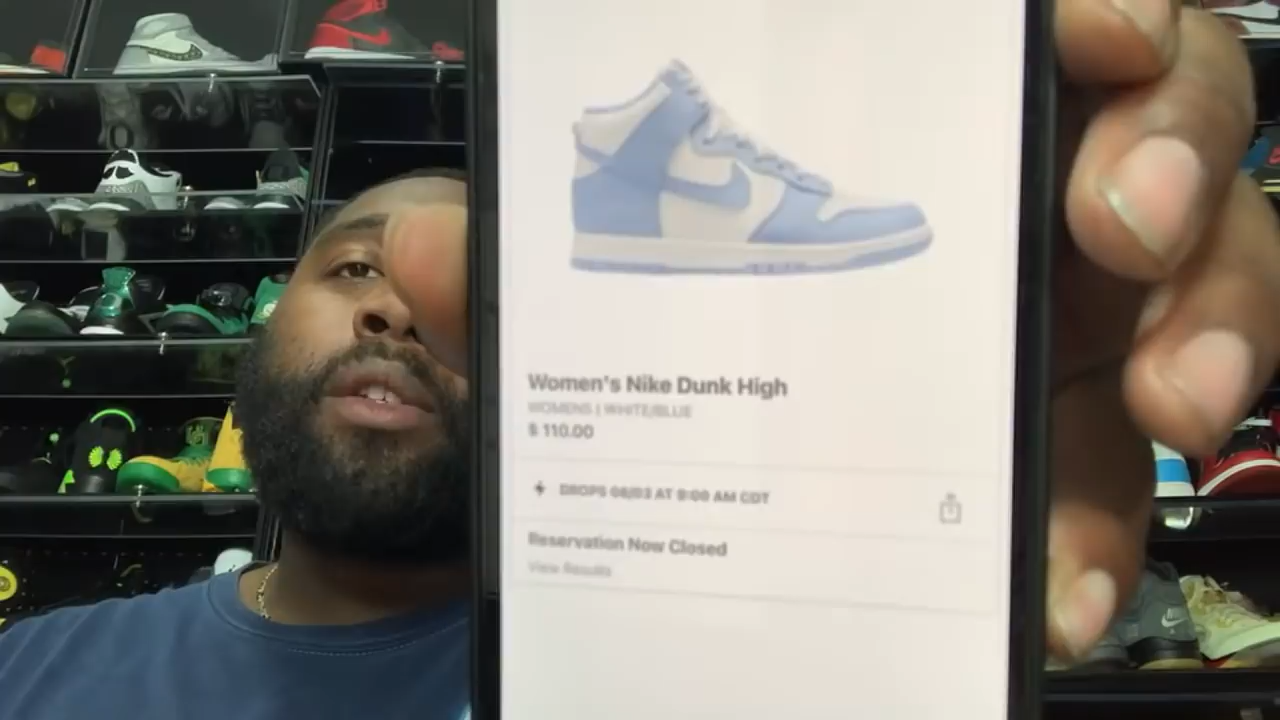 Women's Nike Dunk High
WOMENS | WHITE/BLUE
$ 110.00
DROPS 08/03 AT 9:00 AM CDT
Reservation Now Closed
View Results